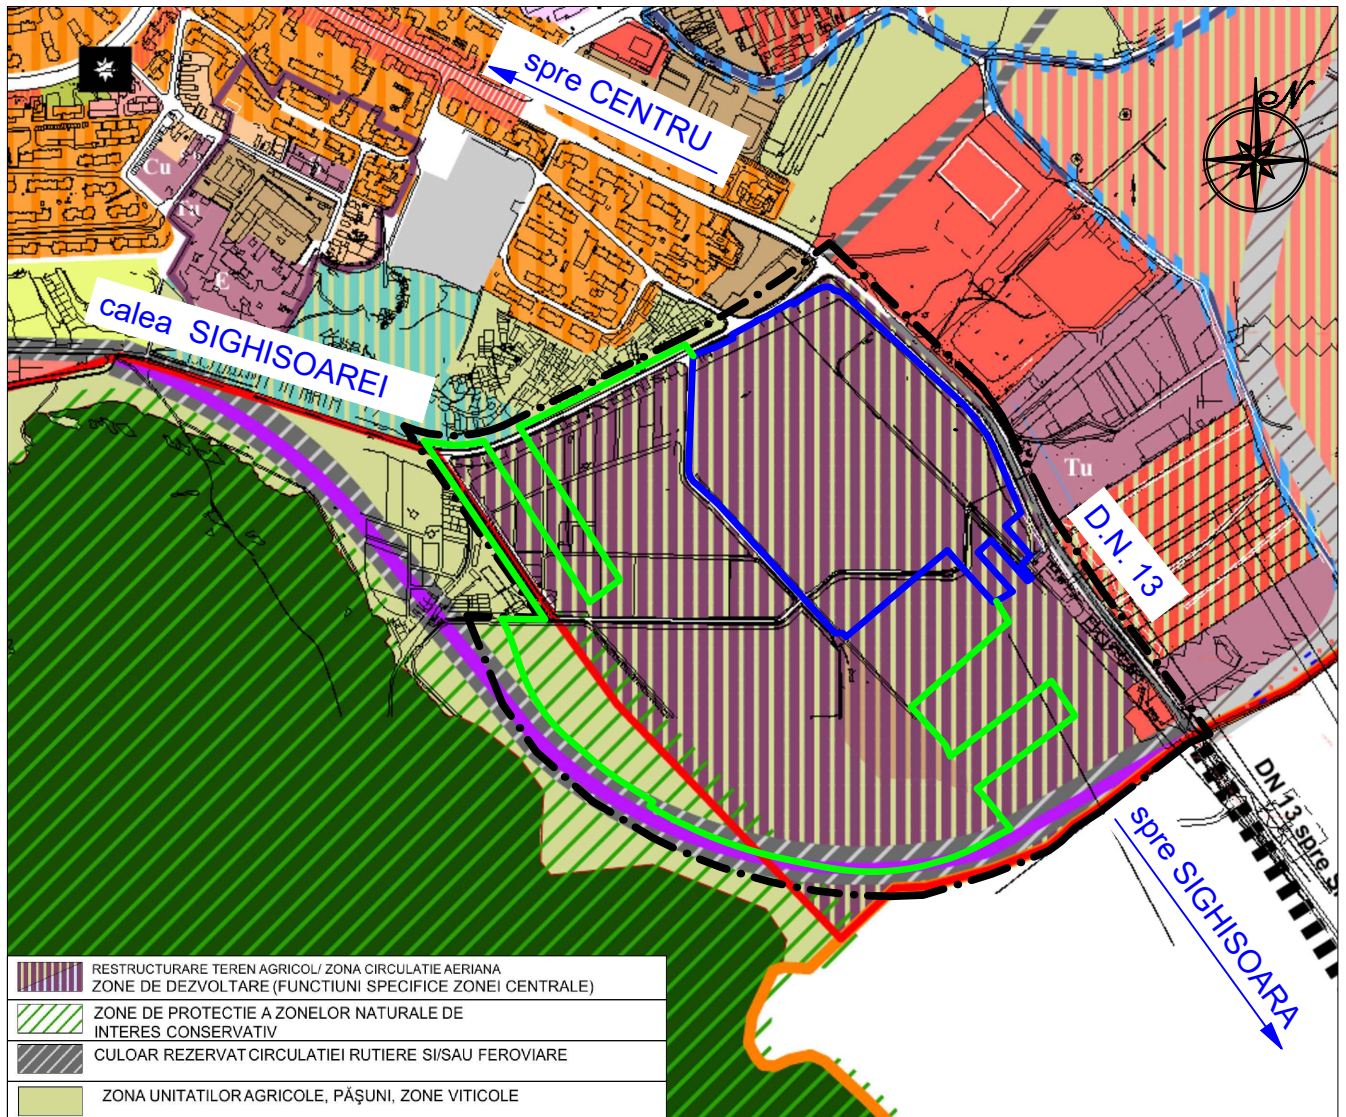 spre CENTRU
N
Cu
E
calea SIGHISOAREI
Tu
D.N. 13
DN 13 spre
spre SIGHISOARA
RESTRUCTURARE TEREN AGRICOL/ ZONA CIRCULATIE AERIANA
ZONE DE DEZVOLTARE (FUNCTIUNI SPECIFICE ZONEI CENTRALE)
ZONE DE PROTECTIE A ZONELOR NATURALE DE
INTERES CONSERVATIV
CULOAR REZERVAT CIRCULATIEI RUTIERE SI/SAU FEROVIARE
ZONA UNITATILOR AGRICOLE, PĂŞUNI, ZONE VITICOLE